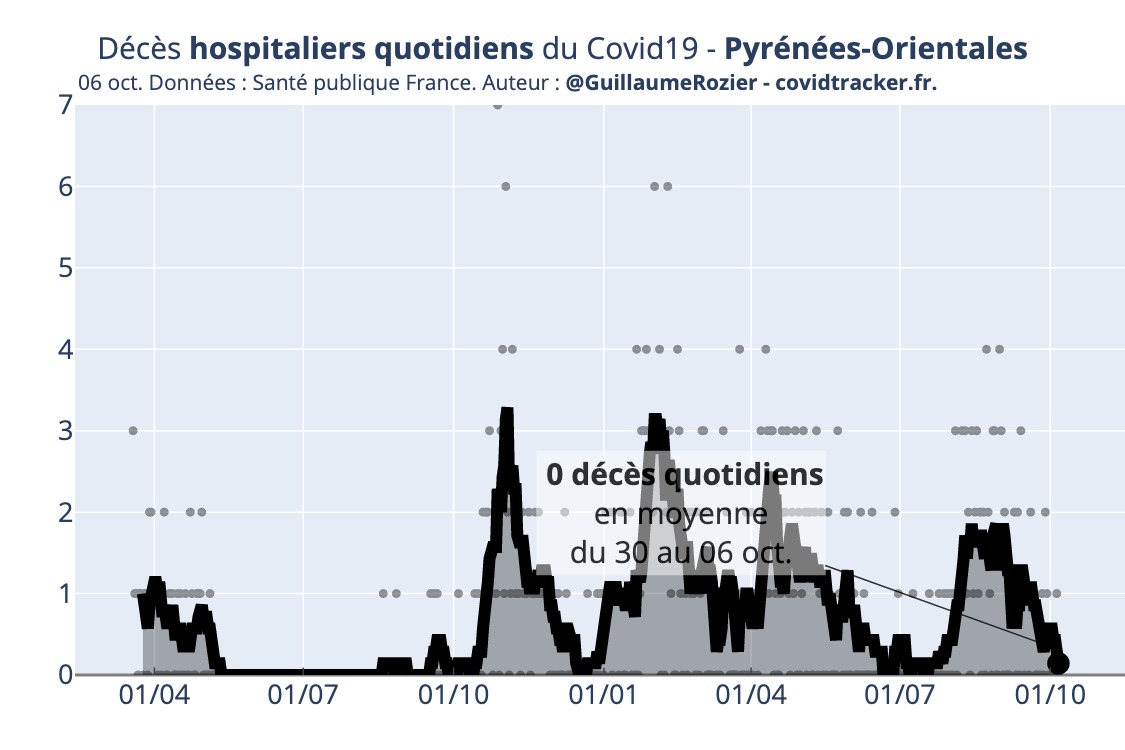 Décès hospitaliers quotidiens du Covid19 - Pyrénées-Orientales
06 oct. Données : Santé publique France. Auteur : @GuillaumeRozier - covidtracker.fr.
7
6
5
4
3
0 décès quotidiens
2
en moyenne
du 30 au 06 oct.
1
0
01/04 01/07 01/10 01/01 01/04 01/07 01/10